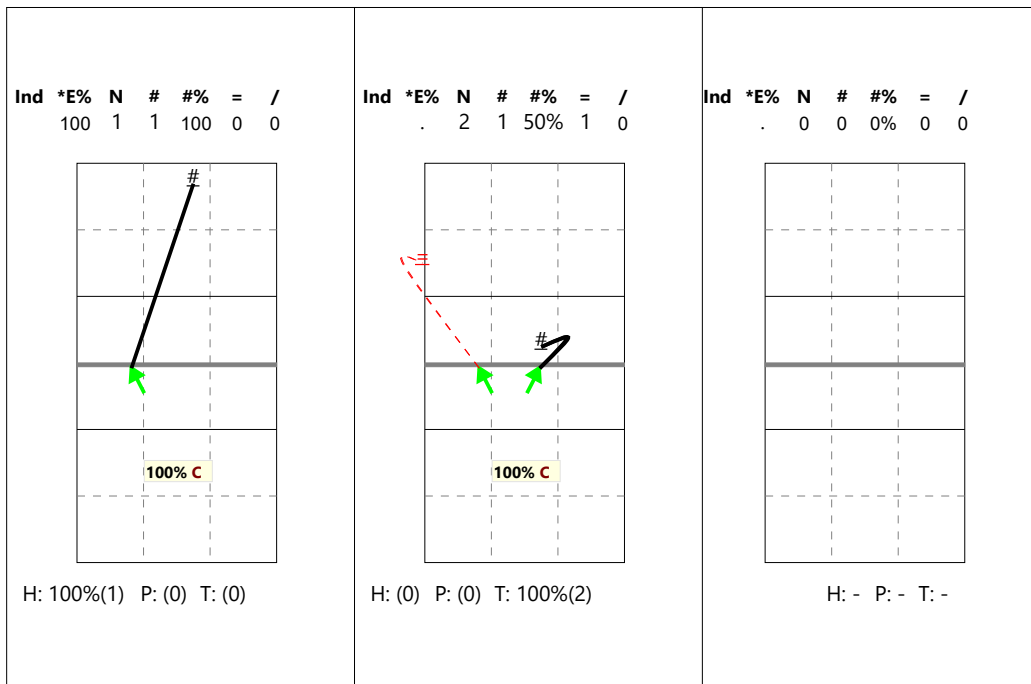 Ind *E% N # #% = /
100 1 1 100 0 0
#
100% C
H: 100%(1) P: (0) T: (0)
Ind *E% N # #% = /
. 2 1 50% 1 0
=
#
100% C
H: (0) P: (0) T: 100%(2)
Ind *E% N # #% = /
. 0 0 0% 0 0
H: - P: - T: -